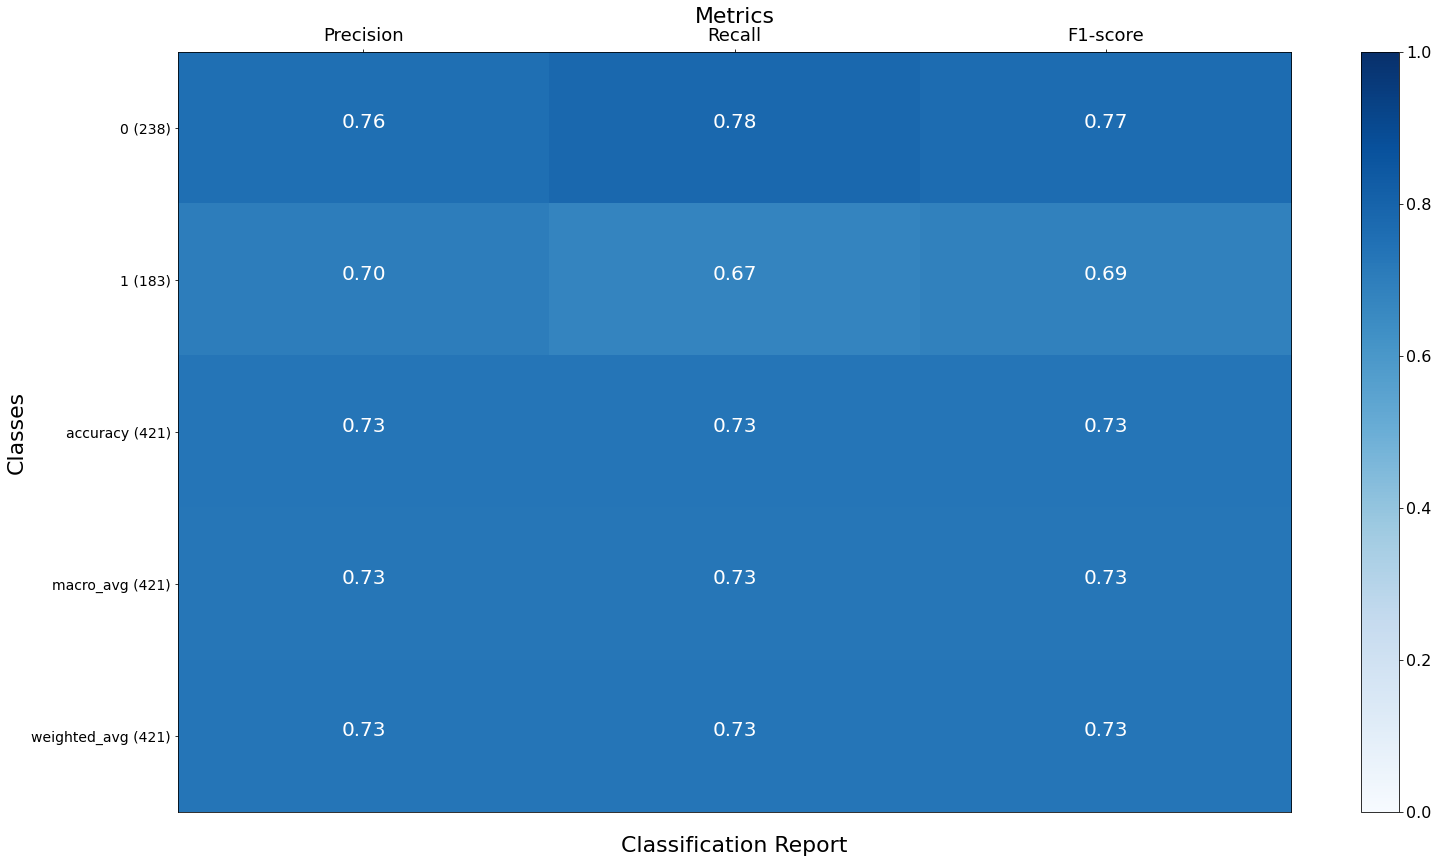 Metrics
Precision Recall F1-score
0 (238) 0.76 0.78 0.77
1 (183) 0.70 0.67 0.69
accuracy (421) 0.73 0.73 0.73
macro_avg (421) 0.73 0.73 0.73
weighted_avg (421) 0.73 0.73 0.73
Classes
Classification Report
1.0
0.8
0.6
0.4
0.2
0.0